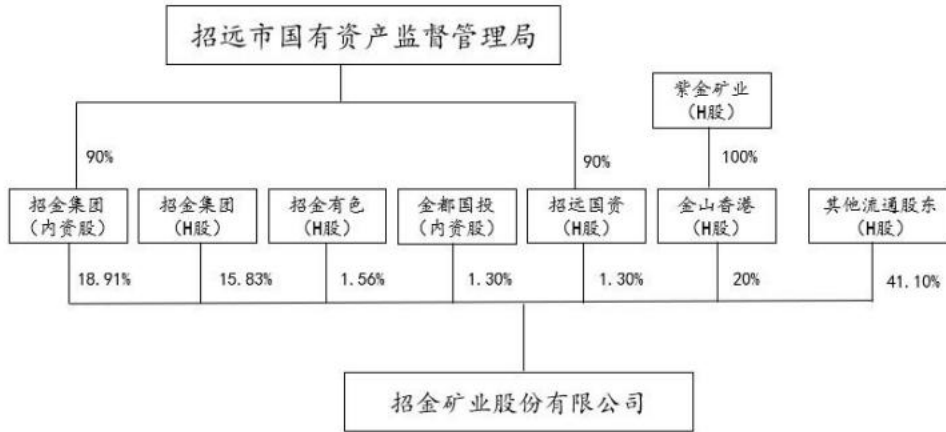 招远市国有资产监督管理局
紫金矿业
（H股）
90%
90%
100%
招金集团
（内资股）
招金集团
（H股）
招金有色
（H股）
金都国投
（内资股）
招远国资
（H股）
金山香港
（H股）
其他流通股东
（H股）
18.91%
15.83%
1.56%
1.30%
1.30%
20%
41.10%
招金矿业股份有限公司